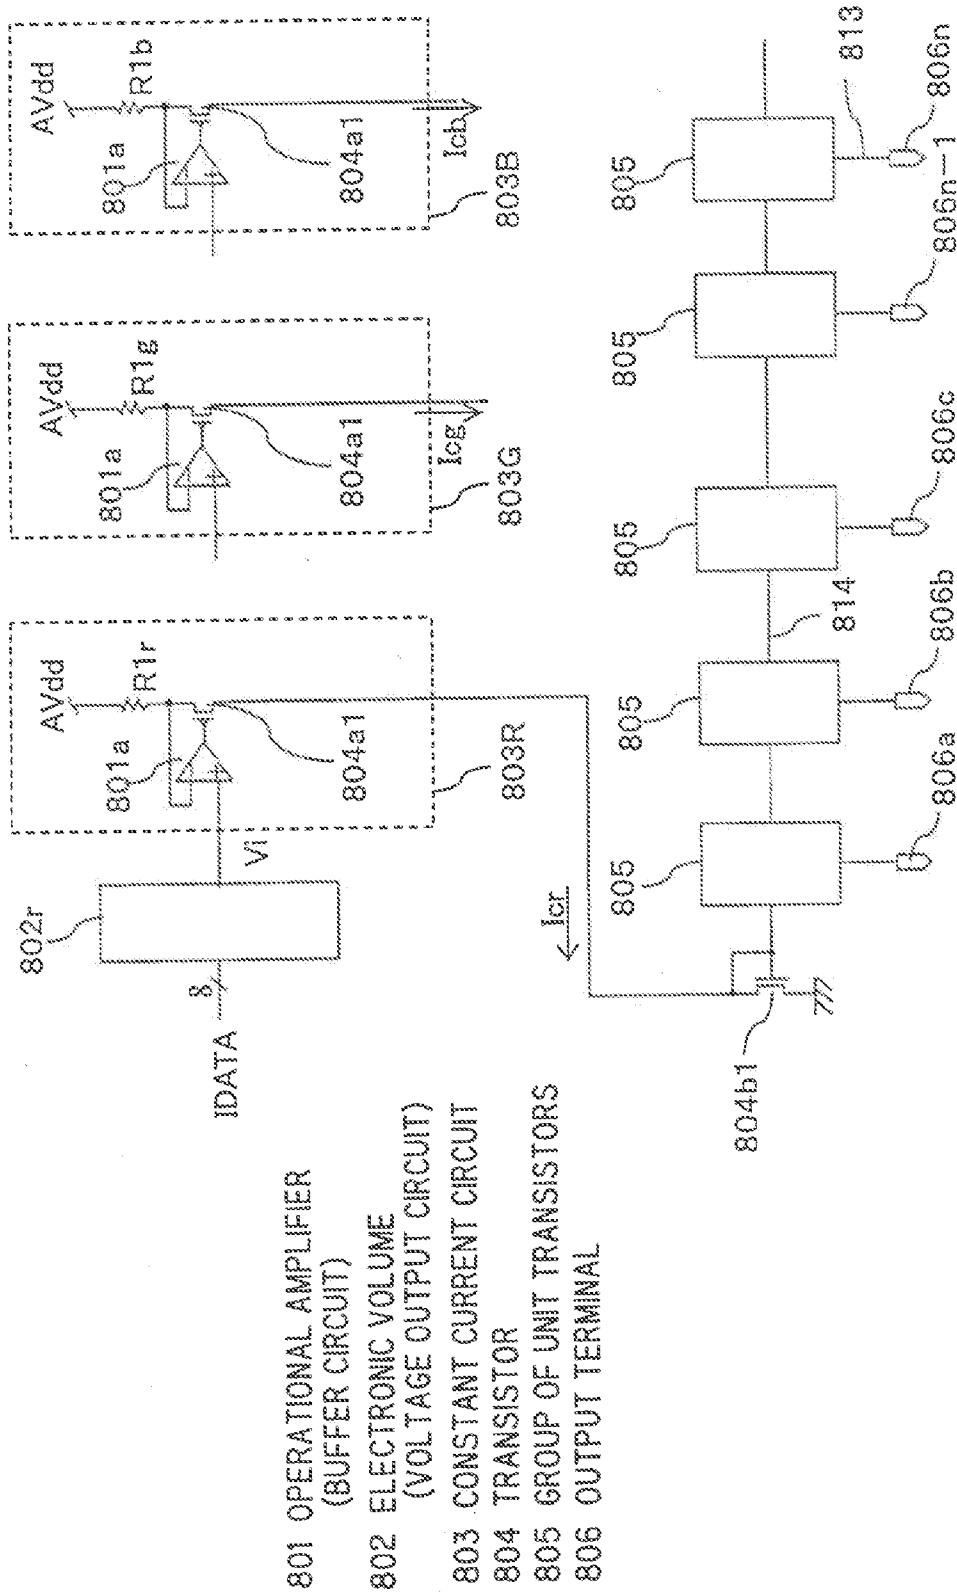 801 OPERATIONAL AMPLIFIER
(BUFFER CIRCUIT)
802 ELECTRONIC VOLUME
(VOLTAGE OUTPUT CIRCUIT)
803 CONSTANT CURRENT CIRCUIT
804 TRANSISTOR
805 GROUP OF UNIT TRANSISTORS
806 OUTPUT TERMINAL
IDATA
8
802r
Vi
AVdd
R1r
801a
804a1
803R
AVdd
R1g
801a
804a1
Icg
803G
AVdd
R1b
801a
804a1
Icb
803B
Icr
804b1
805
806a
805
806b
814
805
806c
805
806n-1
805
813
806n